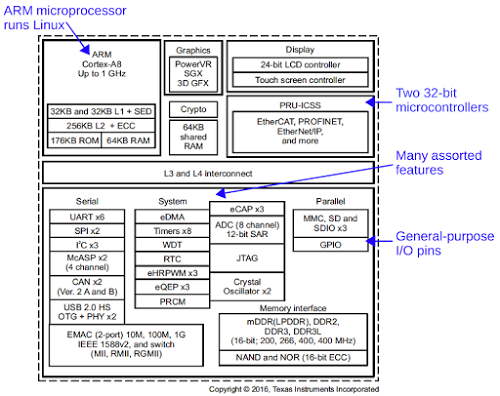 ARM microprocessor
runs Linux
ARM
Cortex-A8
Up to 1 GHz
32KB and 32KB L1 + SED
256KB L2 + ECC
176KB ROM
64KB RAM
Graphics
PowerVR
SGX
3D GFX
Crypto
64KB
shared
RAM
Display
24-bit LCD controller
Touch screen controller
PRU-ICSS
EtherCAT, PROFINET,
EtherNet/IP,
and more
Two 32-bit
microcontrollers
L3 and L4 interconnect
Many assorted
features
Serial
UART x6
SPI x2
I²C x3
McASP x2
(4 channel)
CAN x2
(Ver. 2 A and B)
USB 2.0 HS
OTG + PHY x2
EMAC (2-port) 10M, 100M, 1G
IEEE 1588v2, and switch
(MII, RMII, RGMII)
System
eDMA
Timers x8
WDT
RTC
eHRPWM x3
eQEP x3
PRCM
eCAP x3
ADC (8 channel)
12-bit SAR
JTAG
Crystal
Oscillator x2
Parallel
MMC, SD and
SDIO x3
GPIO
General-purpose
I/O pins
Memory interface
mDDR(LPDDR), DDR2,
DDR3, DDR3L
(16-bit; 200, 266, 400, 400 MHz)
NAND and NOR (16-bit ECC)
Copyright © 2016, Texas Instruments Incorporated